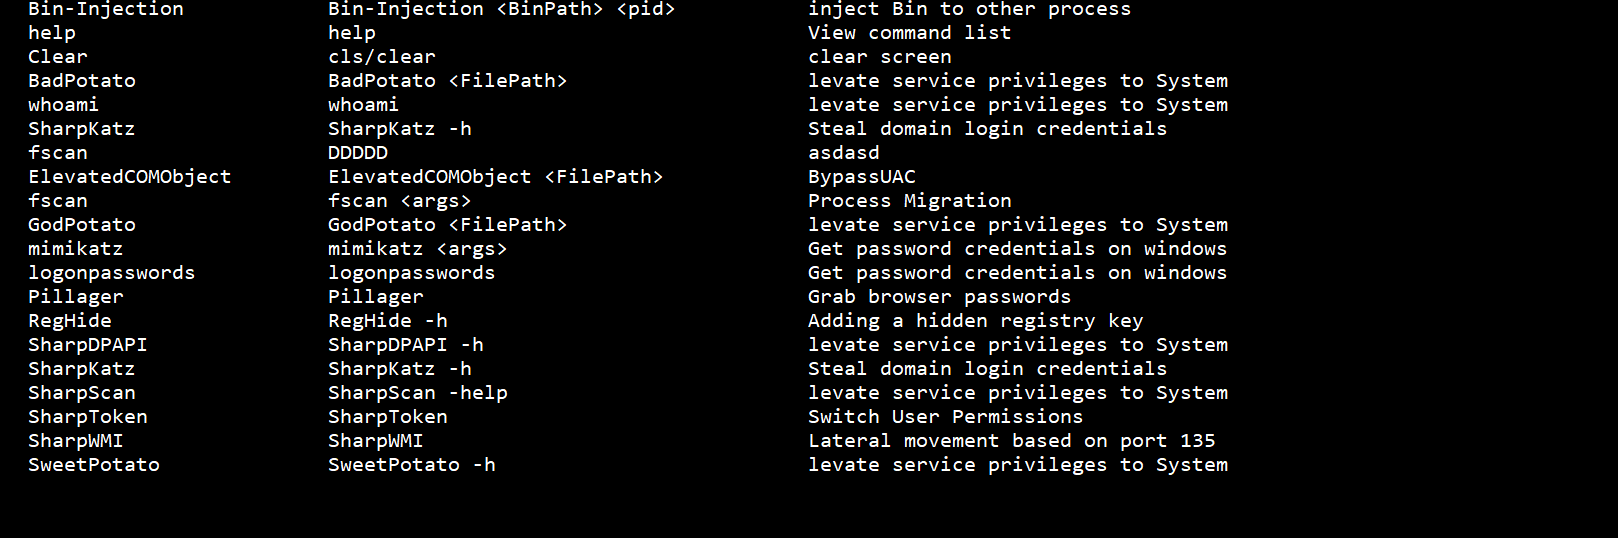 Bin-Injection Bin-Injection <BinPath> <pid> inject Bin to other process
help help View command list
Clear cls/clear clear screen
BadPotato BadPotato <FilePath> levate service privileges to System
whoami whoami levate service privileges to System
SharpKatz SharpKatz -h Steal domain login credentials
fscan DDDDD asdasd
ElevatedCOMObject ElevatedCOMObject <FilePath> BypassUAC
fscan fscan <args> Process Migration
GodPotato GodPotato <FilePath> levate service privileges to System
mimikatz mimikatz <args> Get password credentials on windows
logonpasswords logonpasswords Get password credentials on windows
Pillager Pillager Grab browser passwords
RegHide RegHide -h Adding a hidden registry key
SharpDPAPI SharpDPAPI -h levate service privileges to System
SharpKatz SharpKatz -h Steal domain login credentials
SharpScan SharpScan -help levate service privileges to System
SharpToken SharpToken Switch User Permissions
SharpWMI SharpWMI Lateral movement based on port 135
SweetPotato SweetPotato -h levate service privileges to System